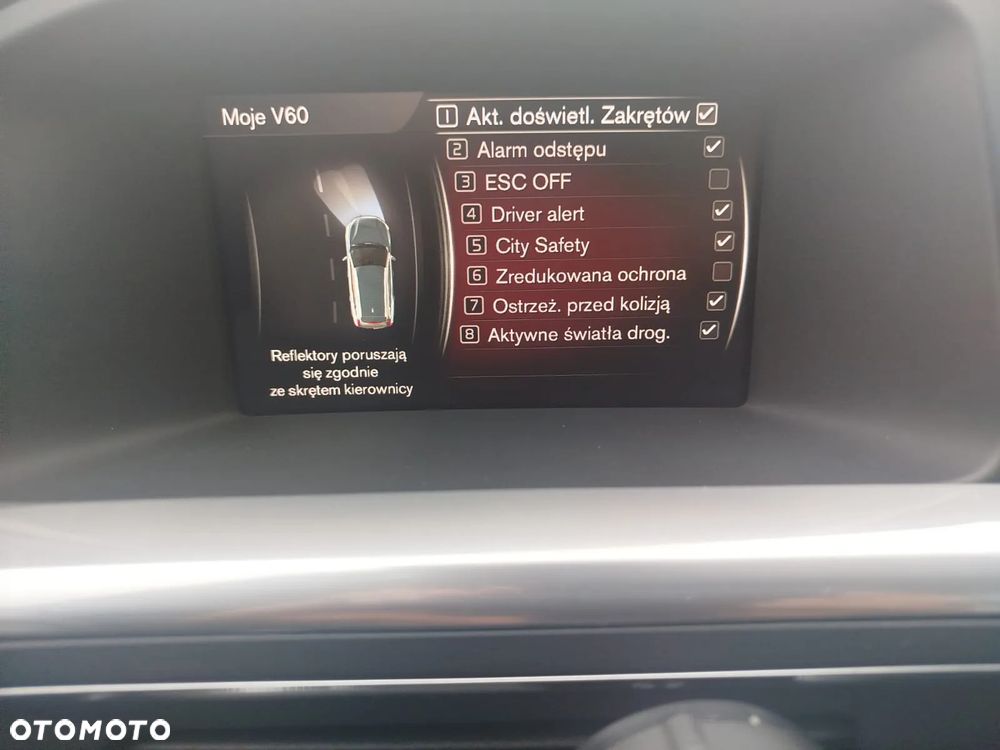 Moje V60
1 Akt. doświetl. Zakrętów
2 Alarm odstępu
3 ESC OFF
4 Driver alert
5 City Safety
6 Zredukowana ochrona
7 Ostrzeż. przed kolizją
8 Aktywne światła drog.
Reflektory poruszają
się zgodnie
ze skrętem kierownicy
OTOMOTO